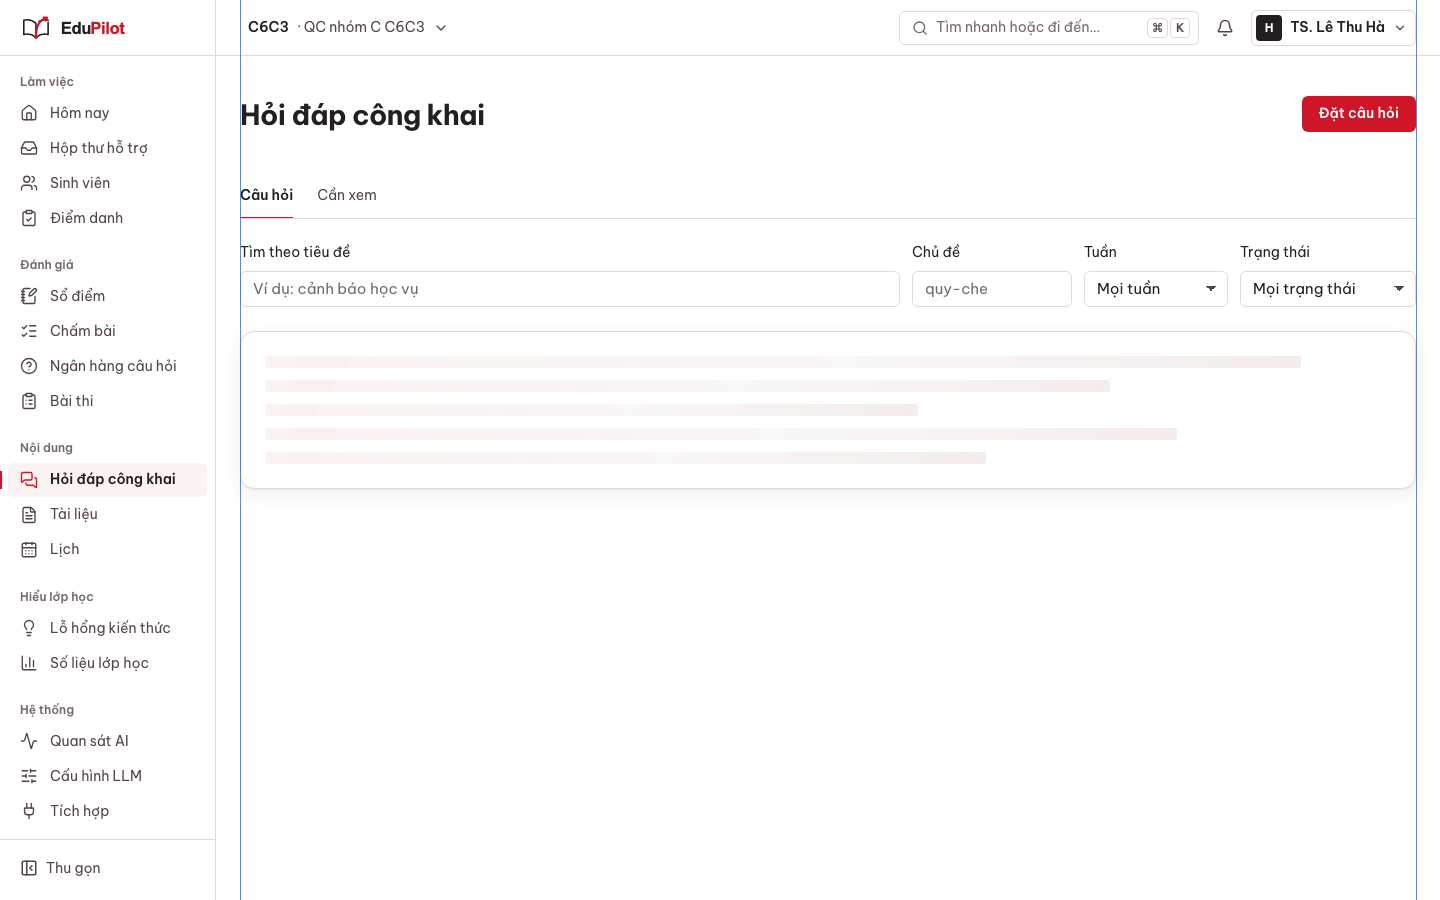 EduPilot
C6C3 · QC nhóm C C6C3
Tìm nhanh hoặc đi đến...
⌘ K
H
TS. Lê Thu Hà
Làm việc
Hôm nay
Hộp thư hỗ trợ
Sinh viên
Điểm danh
Đánh giá
Sổ điểm
Chấm bài
Ngân hàng câu hỏi
Bài thi
Nội dung
Hỏi đáp công khai
Tài liệu
Lịch
Hiểu lớp học
Lỗ hổng kiến thức
Số liệu lớp học
Hệ thống
Quan sát AI
Cấu hình LLM
Tích hợp
Thu gọn
Hỏi đáp công khai
Đặt câu hỏi
Câu hỏi
Cần xem
Tìm theo tiêu đề
Ví dụ: cảnh báo học vụ
Chủ đề
quy-che
Tuần
Mọi tuần
Trạng thái
Mọi trạng thái